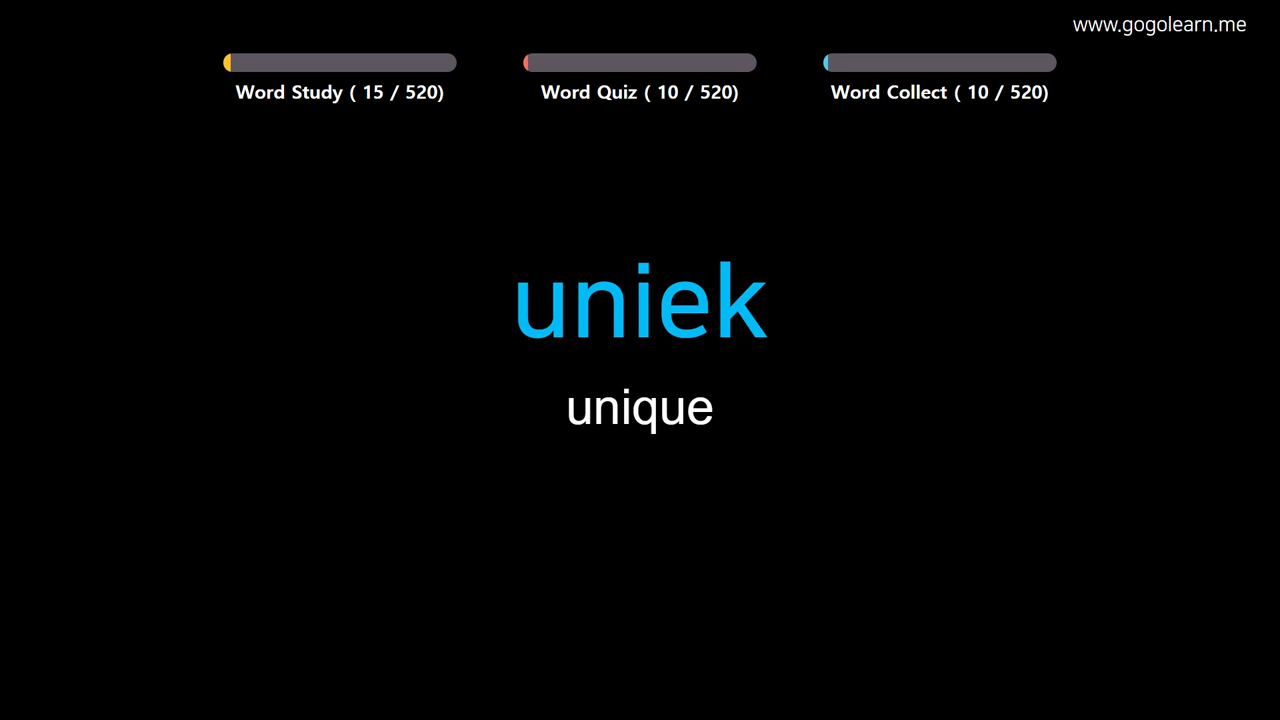 www.gogolearn.me
Word Study ( 15 / 520)
Word Quiz ( 10 / 520)
Word Collect ( 10 / 520)
uniek
unique